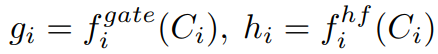 $g_i = f_i^{gate}(C_i),\ h_i = f_i^{hf}(C_i)$